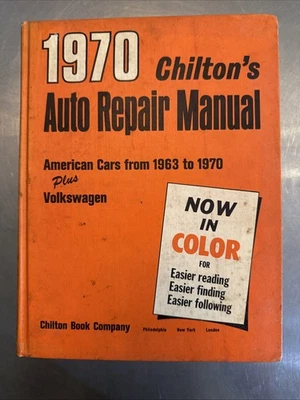 1970 Chilton's
Auto Repair Manual
American Cars from 1963 to 1970
Plus
Volkswagen
NOW
IN
COLOR
FOR
Easier reading
Easier finding
Easier following
Chilton Book Company Philadelphia New York London